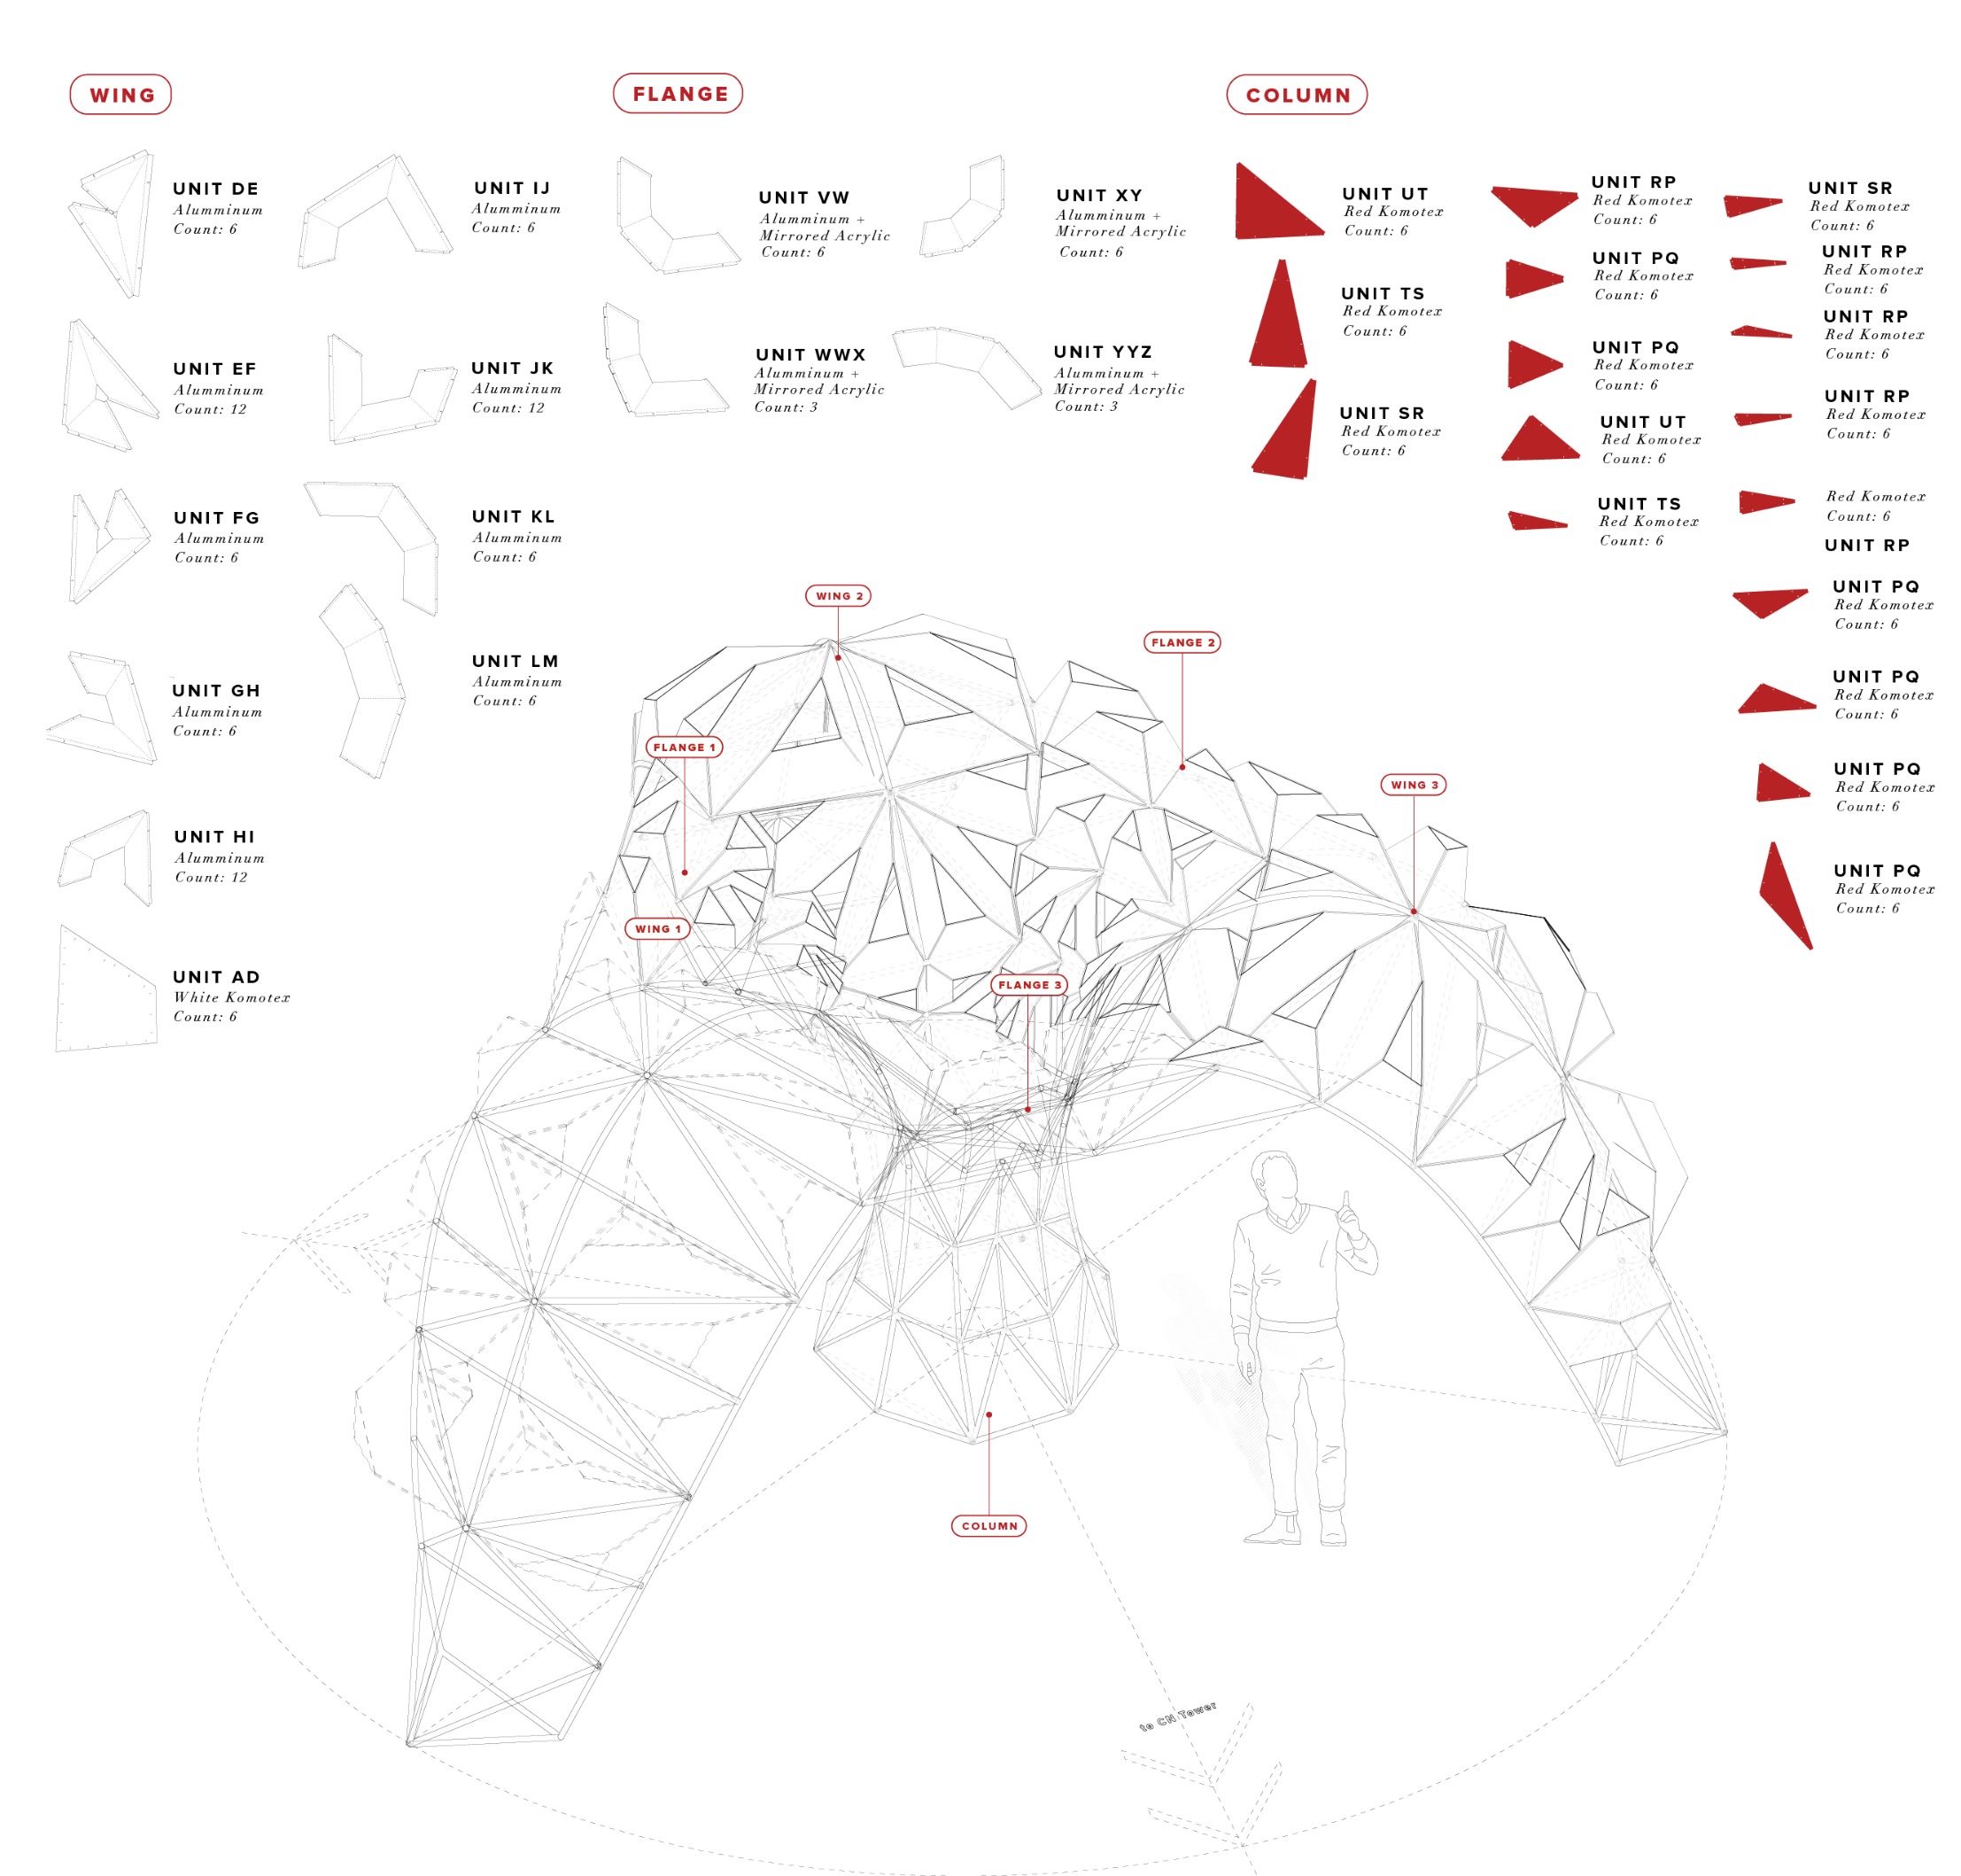 WING
UNIT DE
Alumminum
Count: 6
UNIT EF
Alumminum
Count: 12
UNIT FG
Alumminum
Count: 6
UNIT GH
Alumminum
Count: 6
UNIT HI
Alumminum
Count: 12
UNIT AD
White Komotex
Count: 6
UNIT IJ
Alumminum
Count: 6
UNIT JK
Alumminum
Count: 12
UNIT KL
Alumminum
Count: 6
UNIT LM
Alumminum
Count: 6
FLANGE
UNIT VW
Alumminum +
Mirrored Acrylic
Count: 6
UNIT WWX
Alumminum +
Mirrored Acrylic
Count: 3
UNIT XY
Alumminum +
Mirrored Acrylic
Count: 6
UNIT YYZ
Alumminum +
Mirrored Acrylic
Count: 3
COLUMN
UNIT UT
Red Komotex
Count: 6
UNIT TS
Red Komotex
Count: 6
UNIT SR
Red Komotex
Count: 6
UNIT RP
Red Komotex
Count: 6
UNIT PQ
Red Komotex
Count: 6
UNIT PQ
Red Komotex
Count: 6
UNIT UT
Red Komotex
Count: 6
UNIT TS
Red Komotex
Count: 6
UNIT SR
Red Komotex
Count: 6
UNIT RP
Red Komotex
Count: 6
UNIT RP
Red Komotex
Count: 6
UNIT RP
Red Komotex
Count: 6
Red Komotex
Count: 6
UNIT RP
UNIT PQ
Red Komotex
Count: 6
UNIT PQ
Red Komotex
Count: 6
UNIT PQ
Red Komotex
Count: 6
UNIT PQ
Red Komotex
Count: 6
WING 2
FLANGE 2
FLANGE 1
WING 3
WING 1
FLANGE 3
COLUMN
to CN Tower